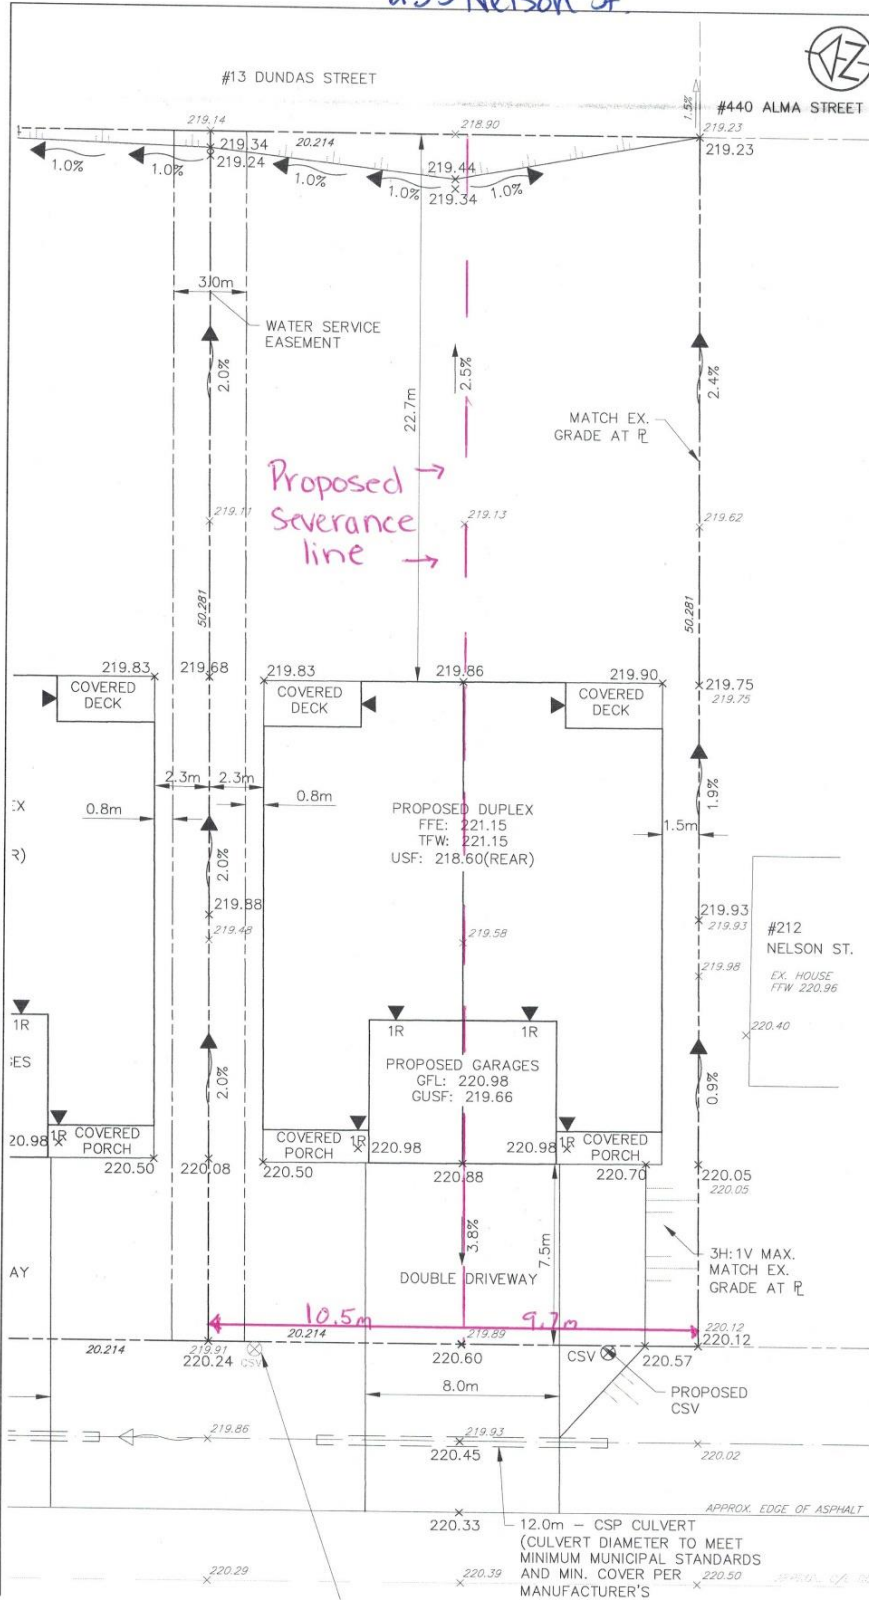 Nelson St.
#13 DUNDAS STREET
Z
#440 ALMA STREET
1.5%
219.14
218.90
219.23
219.34
20.214
219.23
219.24
219.44
1.0%
1.0%
1.0%
1.0%
1.0%
219.34
3.0m
WATER SERVICE
EASEMENT
2.0%
2.5%
2.4%
22.7m
MATCH EX.
GRADE AT PL
Proposed
Severance
line
219.11
219.13
219.62
50.281
50.281
219.83
219.68
219.83
219.86
219.90
219.75
219.75
COVERED
DECK
COVERED
DECK
COVERED
DECK
2.3m
2.3m
0.8m
0.8m
1.5m
1.9%
PROPOSED DUPLEX
FFE: 221.15
TFW: 221.15
USF: 218.60(REAR)
EX
R)
2.0%
219.88
219.48
219.58
219.93
219.93
219.98
#212
NELSON ST.
EX. HOUSE
FFW 220.96
220.40
1R
1R
1R
ES
PROPOSED GARAGES
GFL: 220.98
GUSF: 219.66
2.0%
0.9%
220.98
1R
COVERED
PORCH
COVERED
PORCH
1R
220.98
220.98
1R
COVERED
PORCH
220.50
220.08
220.50
220.88
220.70
220.05
220.05
3.8%
7.5m
3H:1V MAX.
MATCH EX.
GRADE AT PL
AY
DOUBLE DRIVEWAY
10.5m
9.7m
20.214
20.214
219.91
220.24
CSV
219.89
220.60
CSV
220.57
220.12
220.12
8.0m
PROPOSED
CSV
219.86
219.93
220.45
220.02
APPROX. EDGE OF ASPHALT
220.33
12.0m - CSP CULVERT
(CULVERT DIAMETER TO MEET
MINIMUM MUNICIPAL STANDARDS
AND MIN. COVER PER
MANUFACTURER'S
220.29
220.39
220.50